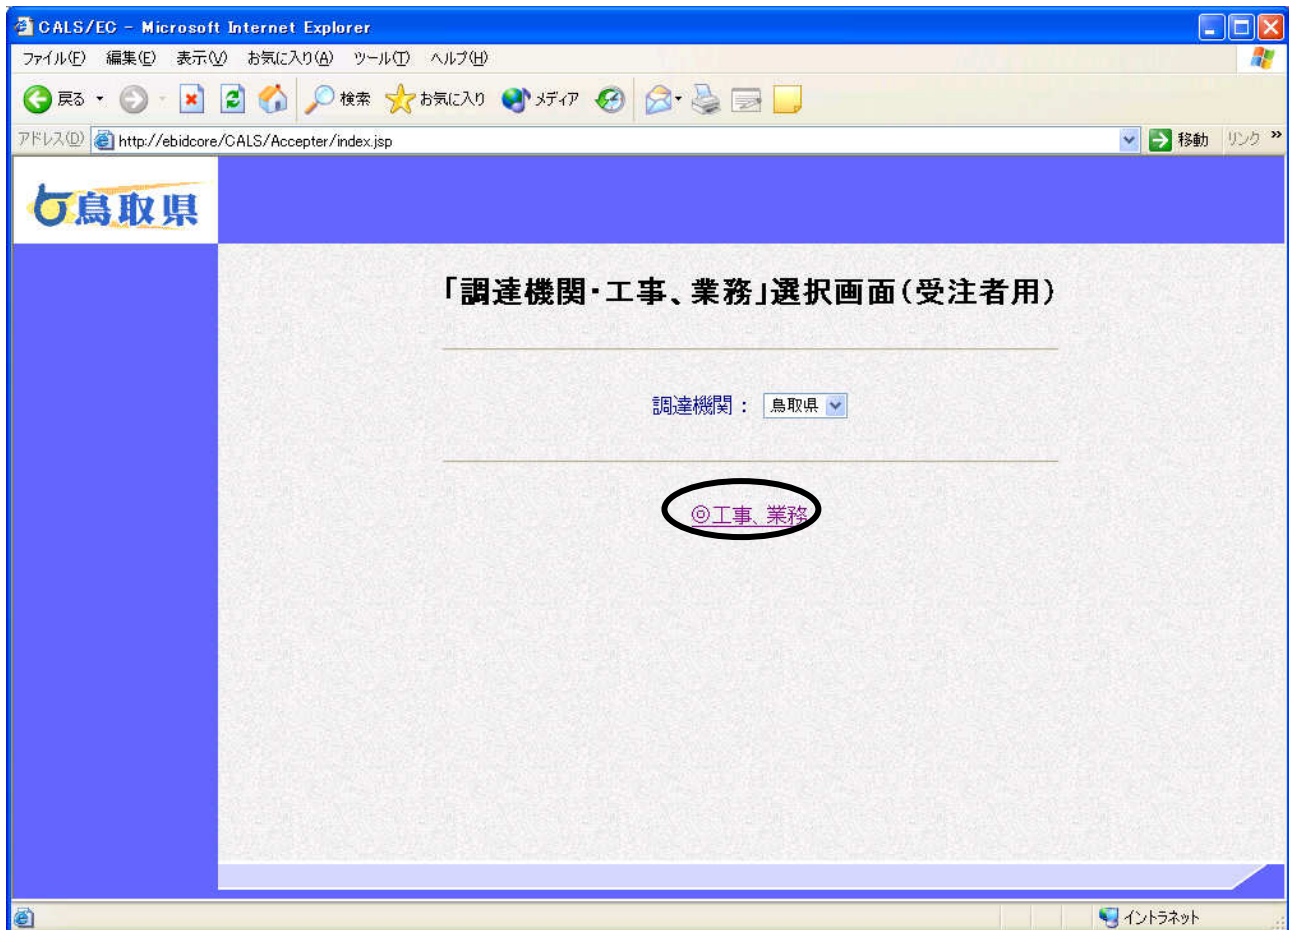 CALS/EC - Microsoft Internet Explorer
ファイル(F) 編集(E) 表示(V) お気に入り(A) ツール(T) ヘルプ(H)
戻る 検索 お気に入り メディア
アドレス(D) http://ebidcore/CALS/Accepter/index.jsp 移動 リンク »
鳥取県
「調達機関・工事、業務」選択画面(受注者用)
調達機関： 鳥取県
◎工事、業務
イントラネット